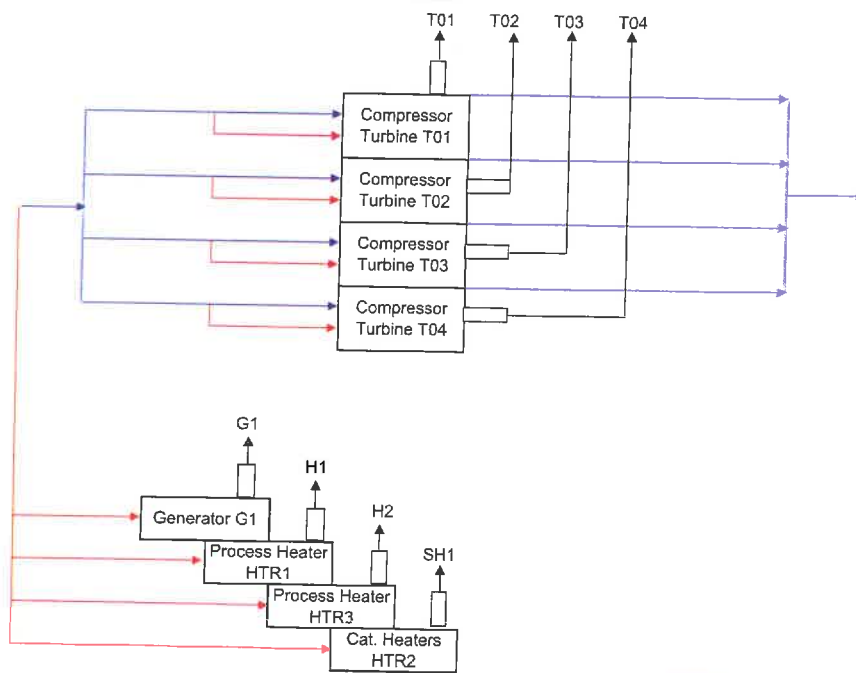 T01 T02 T03 T04
Compressor
Turbine T01
Compressor
Turbine T02
Compressor
Turbine T03
Compressor
Turbine T04
G1
H1
H2
SH1
Generator G1
Process Heater
HTR1
Process Heater
HTR3
Cat. Heaters
HTR2